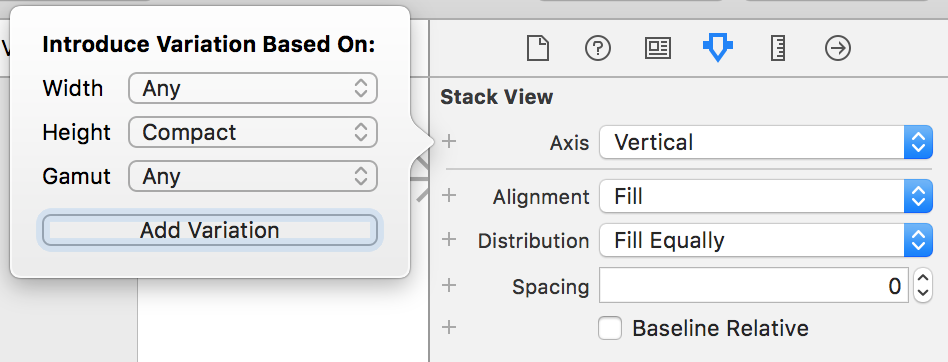 Introduce Variation Based On:
Width Any
Height Compact
Gamut Any
Add Variation
Stack View
Axis Vertical
Alignment Fill
Distribution Fill Equally
Spacing 0
Baseline Relative